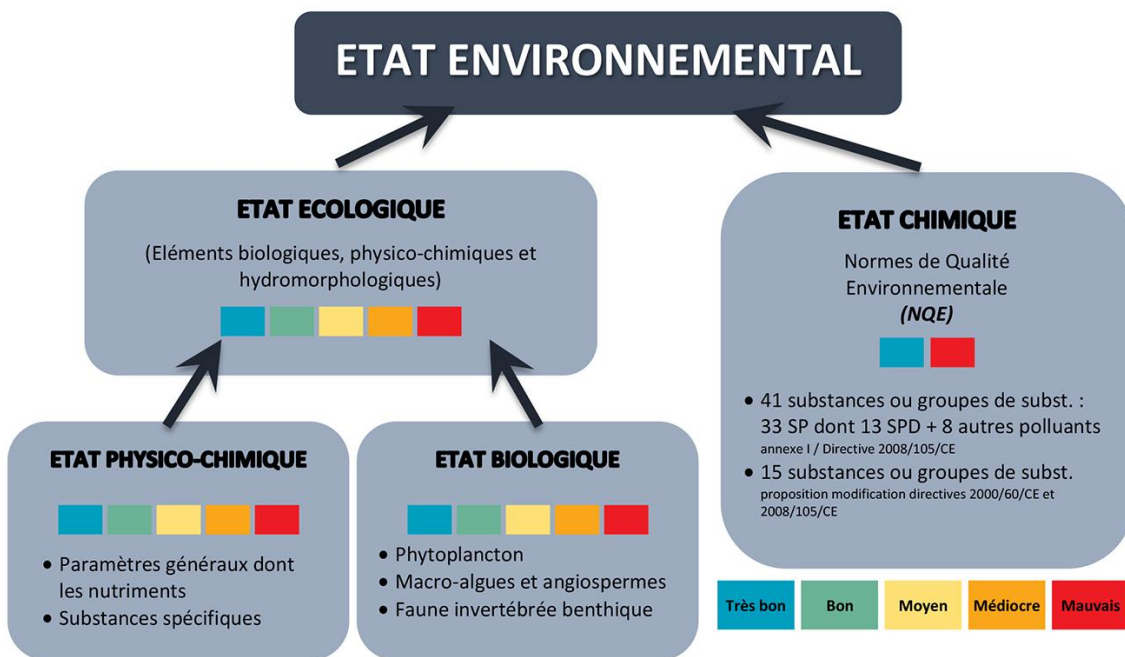 ETAT ENVIRONNEMENTAL
ETAT ECOLOGIQUE
(Eléments biologiques, physico-chimiques et
hydromorphologiques)
ETAT CHIMIQUE
Normes de Qualité
Environnementale
(NQE)
• 41 substances ou groupes de subst. :
33 SP dont 13 SPD + 8 autres polluants
annexe I / Directive 2008/105/CE
• 15 substances ou groupes de subst.
proposition modification directives 2000/60/CE et
2008/105/CE
ETAT PHYSICO-CHIMIQUE
• Paramètres généraux dont
les nutriments
• Substances spécifiques
ETAT BIOLOGIQUE
• Phytoplancton
• Macro-algues et angiospermes
• Faune invertébrée benthique
Très bon
Bon
Moyen
Médiocre
Mauvais